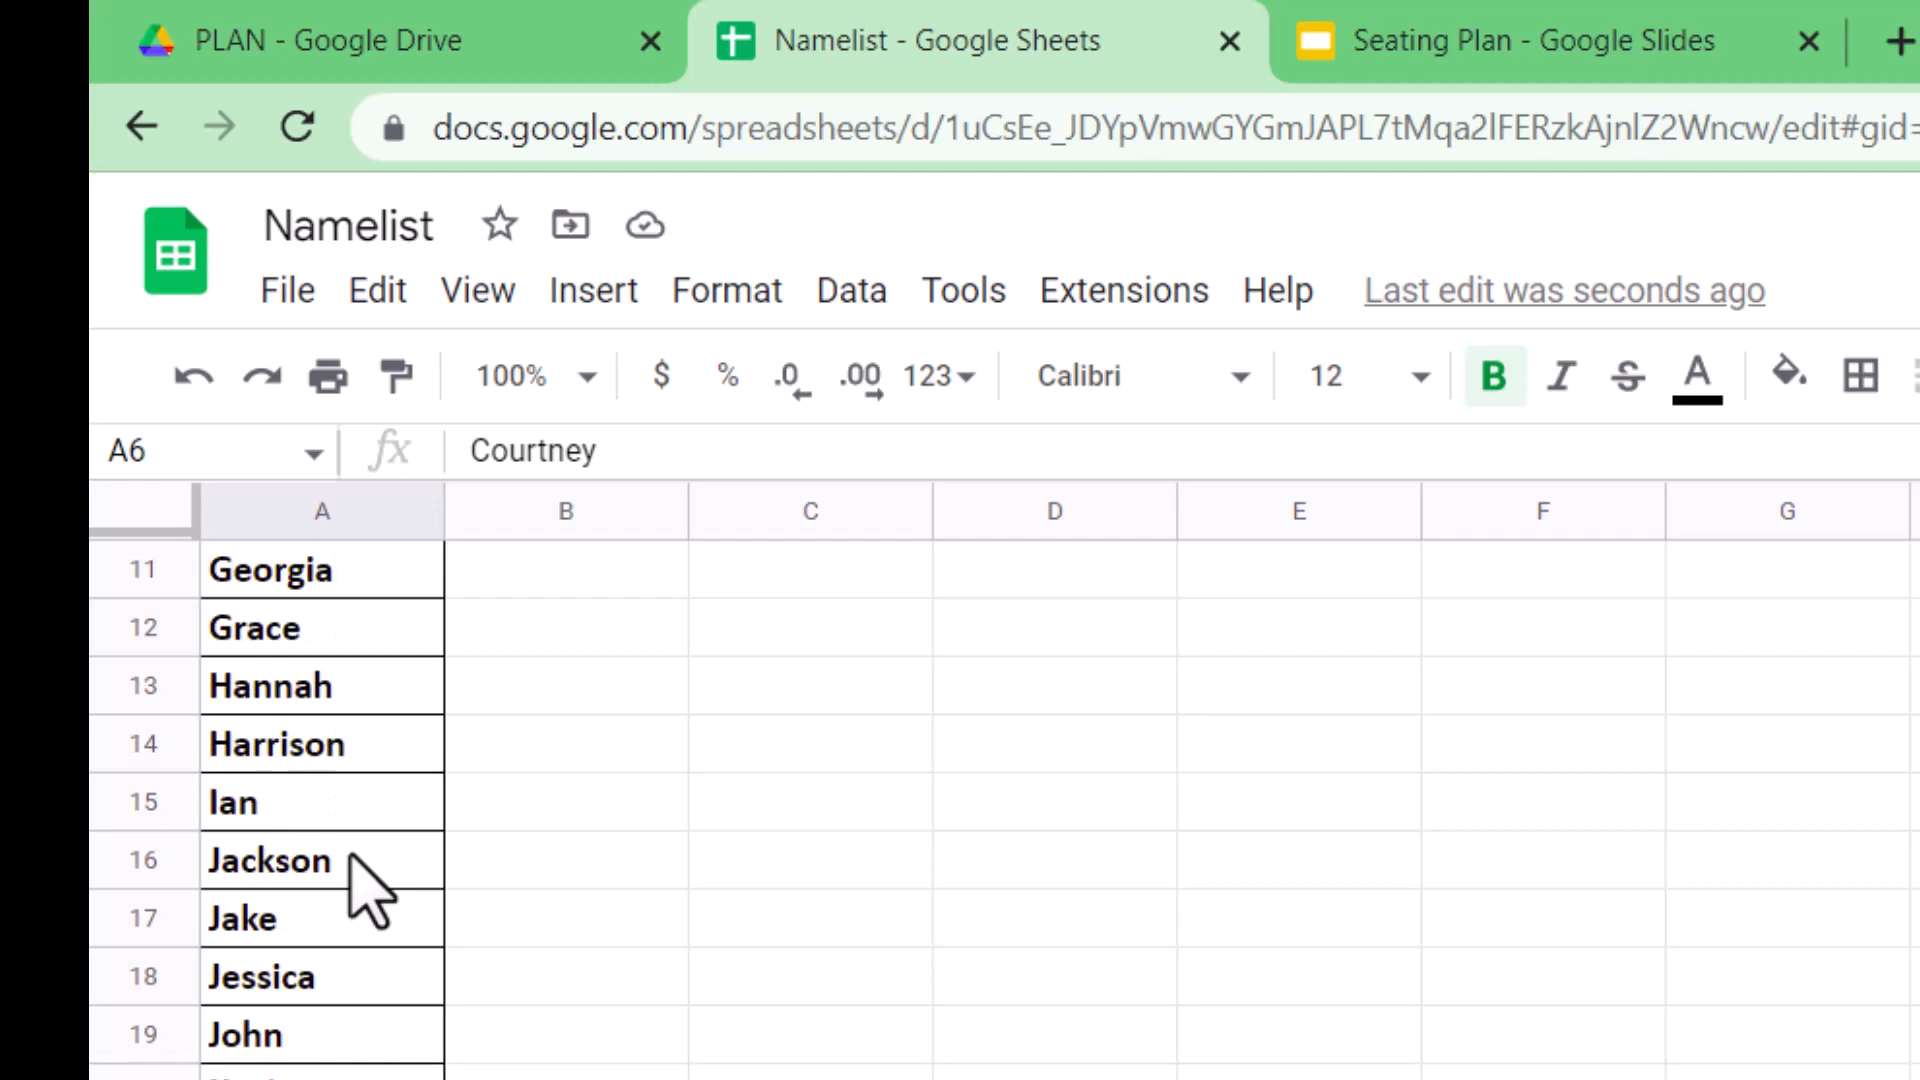 PLAN - Google Drive
Namelist - Google Sheets
Seating Plan - Google Slides
docs.google.com/spreadsheets/d/1uCsEe_JDYpVmwGYGmJAPL7tMqa2lFERzkAjnlZ2Wncw/edit#gid=
Namelist
File Edit View Insert Format Data Tools Extensions Help Last edit was seconds ago
100% $ % .0 .00 123 Calibri 12 B I S A
A6 fx Courtney
A B C D E F G
11 Georgia
12 Grace
13 Hannah
14 Harrison
15 Ian
16 Jackson
17 Jake
18 Jessica
19 John